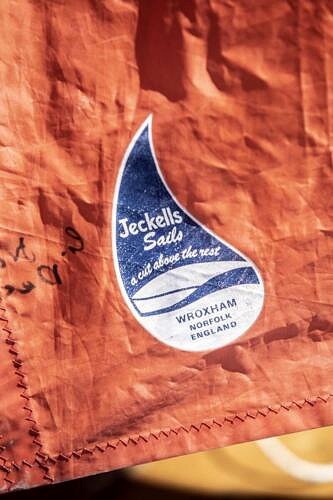 Jeckells
Sails
a cut above the rest
WROXHAM
NORFOLK
ENGLAND